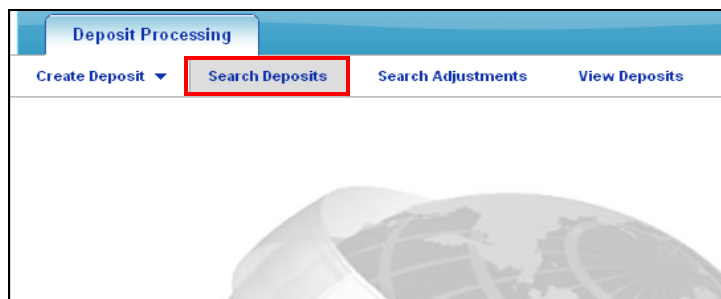 Deposit Processing
Create Deposit Search Deposits Search Adjustments View Deposits